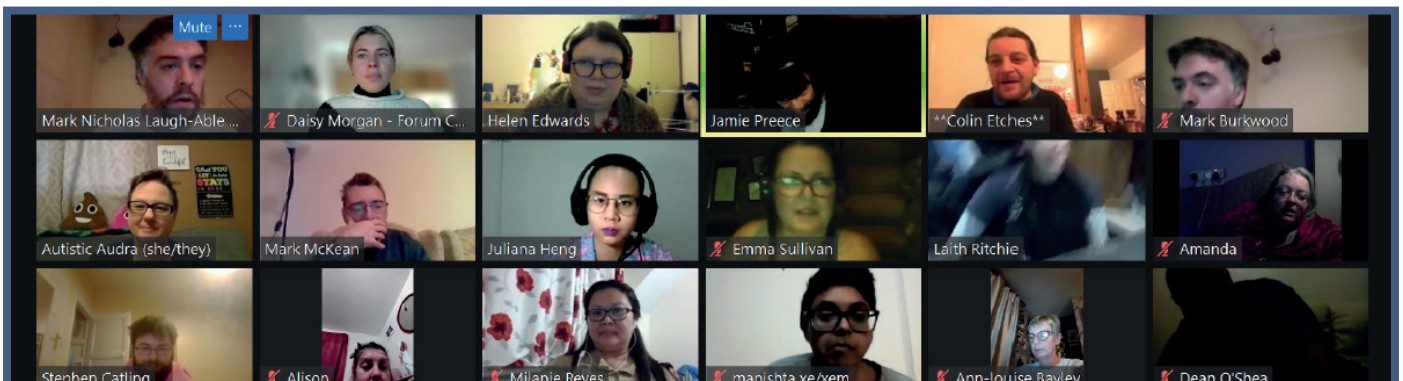 Mute ...
Mark Nicholas Laugh-Able ...
Daisy Morgan - Forum C...
Helen Edwards
Jamie Preece
**Colin Etches**
Mark Burkwood
Autistic Audra (she/they)
Mark McKean
Juliana Heng
Emma Sullivan
Laith Ritchie
Amanda
Stephen Catling
Alison
Milanie Reyes
manishta xe/xem
Ann-louise Bayley
Dean O'Shea